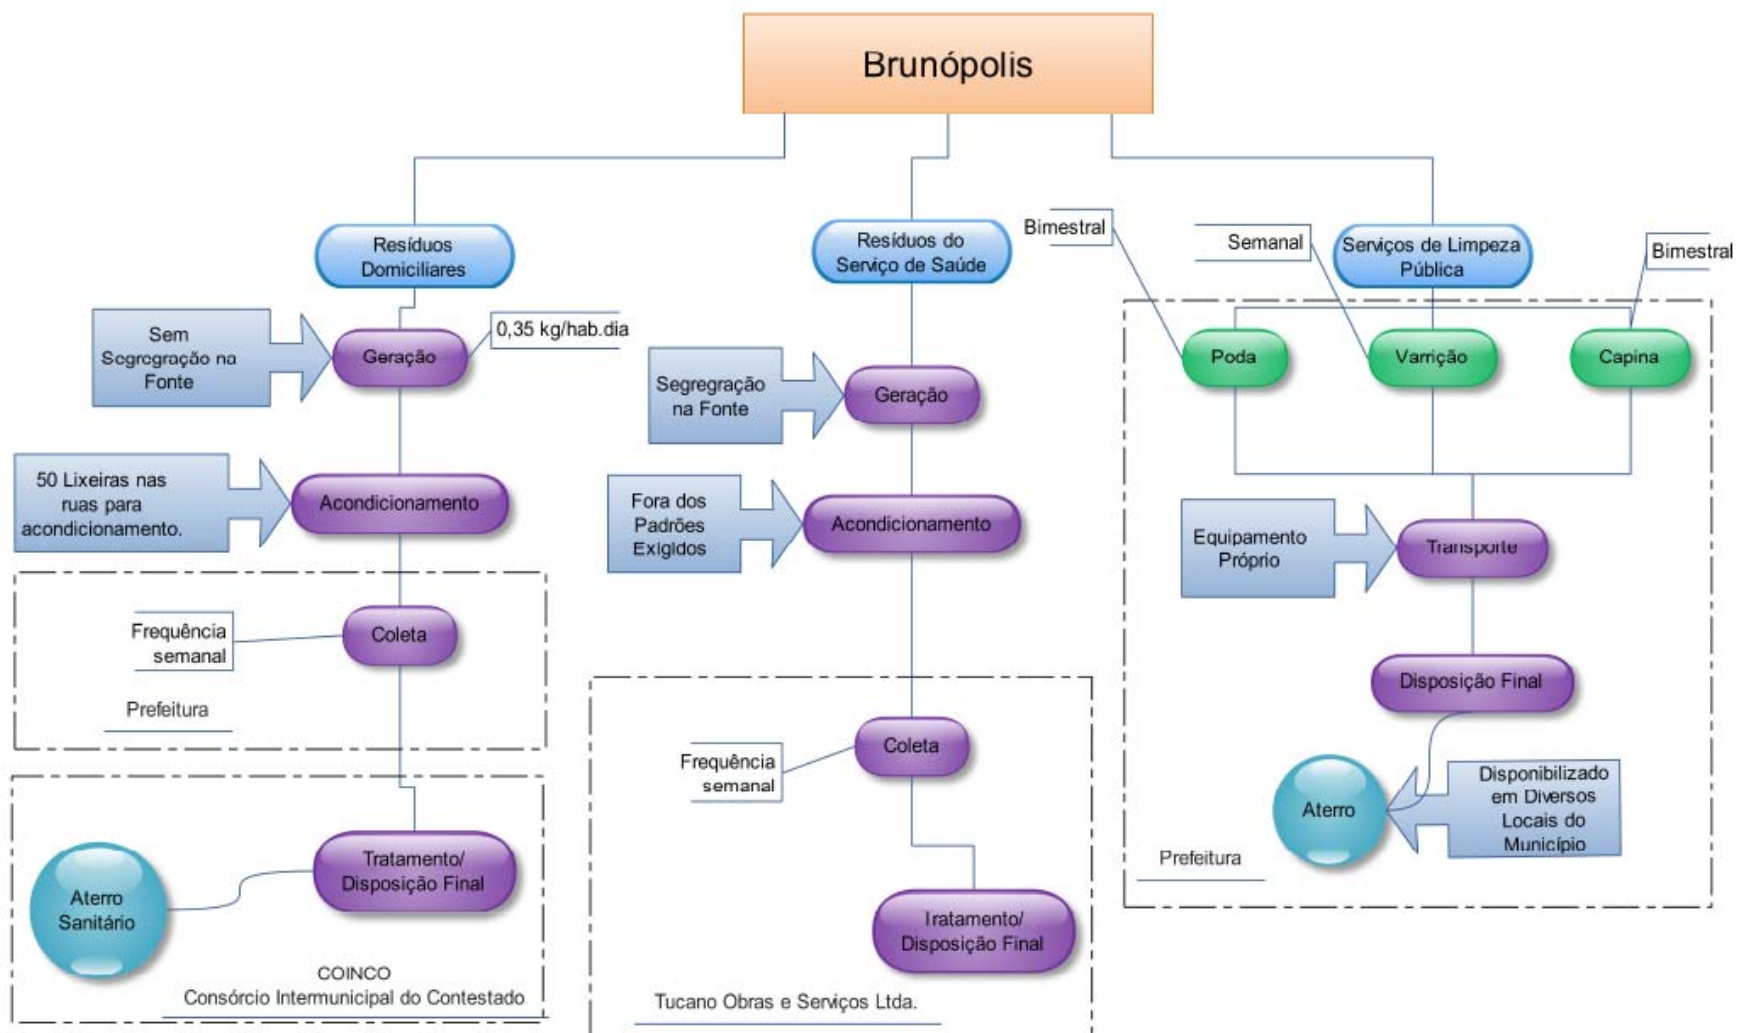 Brunópolis
Resíduos
Domiciliares
Sem
Segregração na
Fonte
Geração
0,35 kg/hab.dia
50 Lixeiras nas
ruas para
acondicionamento.
Acondicionamento
Frequência
semanal
Coleta
Prefeitura
Tratamento/
Disposição Final
Aterro
Sanitário
COINCO
Consórcio Intermunicipal do Contestado
Resíduos do
Serviço de Saúde
Segregração
na Fonte
Geração
Fora dos
Padrões
Exigidos
Acondicionamento
Frequência
semanal
Coleta
Tratamento/
Disposição Final
Tucano Obras e Serviços Ltda.
Serviços de Limpeza
Pública
Bimestral
Semanal
Bimestral
Poda
Varrição
Capina
Equipamento
Próprio
Transporte
Disposição Final
Aterro
Disponibilizado
em Diversos
Locais do
Município
Prefeitura